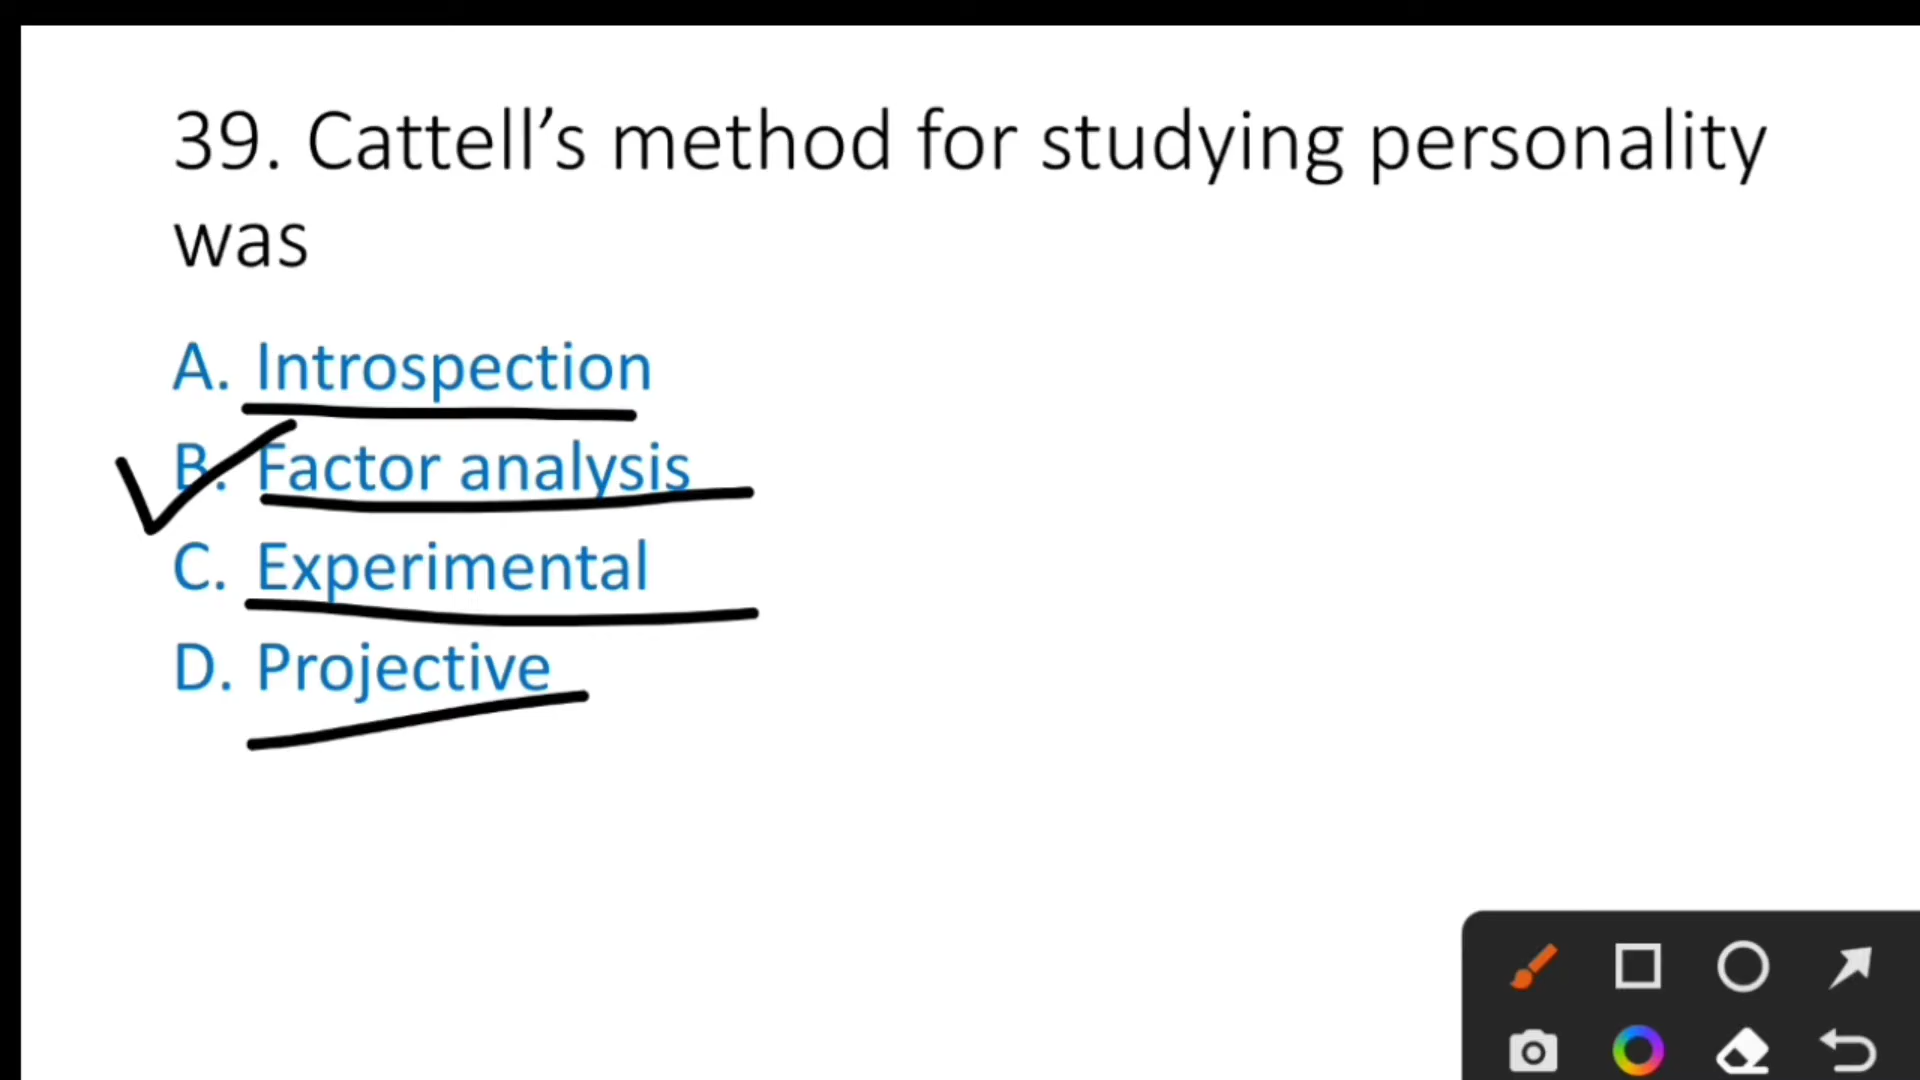 39. Cattell’s method for studying personality
was
A. Introspection
B. Factor analysis
C. Experimental
D. Projective